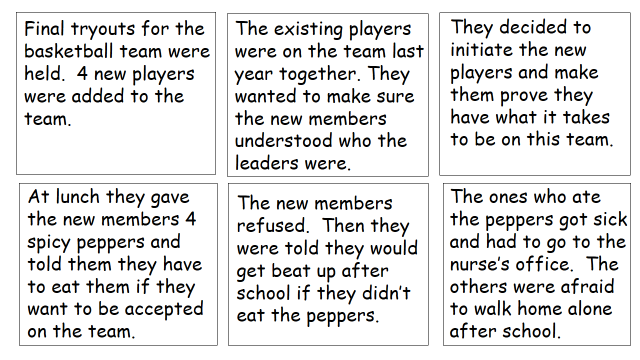 Final tryouts for the
basketball team were
held.  4 new players
were added to the
team.
The existing players
were on the team last
year together. They
wanted to make sure
the new members
understood who the
leaders were.
They decided to
initiate the new
players and make
them prove they
have what it takes
to be on this team.
At lunch they gave
the new members 4
spicy peppers and
told them they have
to eat them if they
want to be accepted
on the team.
The new members
refused.  Then they
were told they would
get beat up after
school if they didn't
eat the peppers.
The ones who ate
the peppers got sick
and had to go to the
nurse's office.  The
others were afraid
to walk home alone
after school.